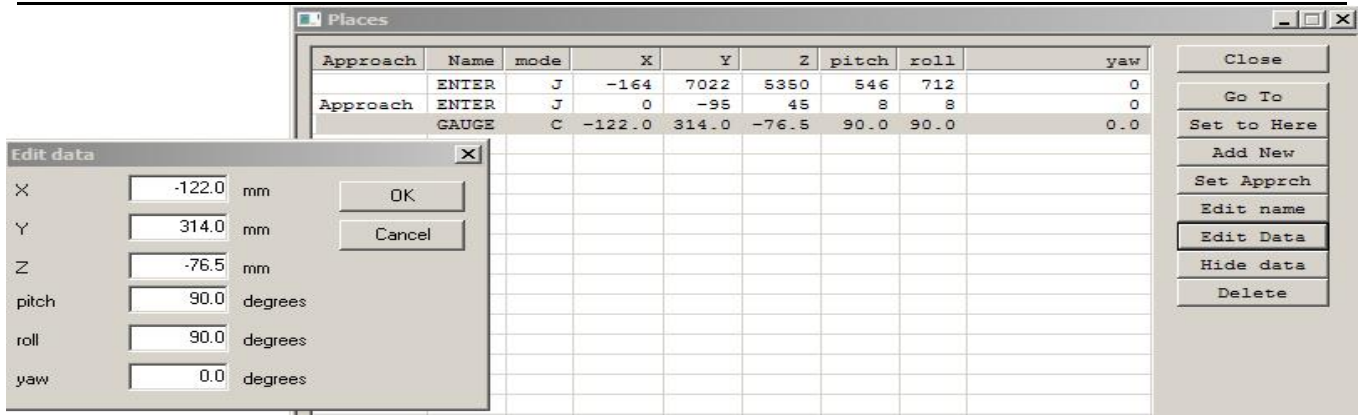 Places
Approach Name mode X Y Z pitch roll yaw
ENTER J -164 7022 5350 546 712 0
Approach ENTER J 0 -95 45 8 8 0
GAUGE C -122.0 314.0 -76.5 90.0 90.0 0.0
Close
Go To
Set to Here
Add New
Set Apprch
Edit name
Edit Data
Hide data
Delete
Edit data
X -122.0 mm
Y 314.0 mm
Z -76.5 mm
pitch 90.0 degrees
roll 90.0 degrees
yaw 0.0 degrees
OK
Cancel